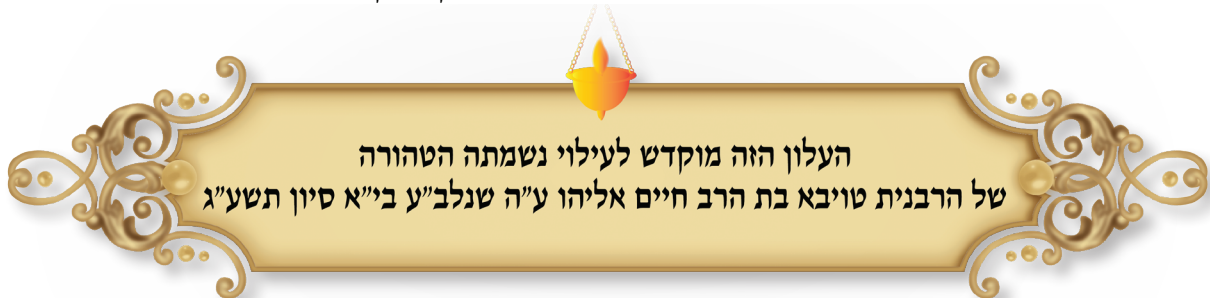 העלון הזה מוקדש לעילוי נשמתה הטהורה
של הרבנית טויבא בת הרב חיים אליהו ע״ה שנלב״ע בי״א סיון תשע״ג